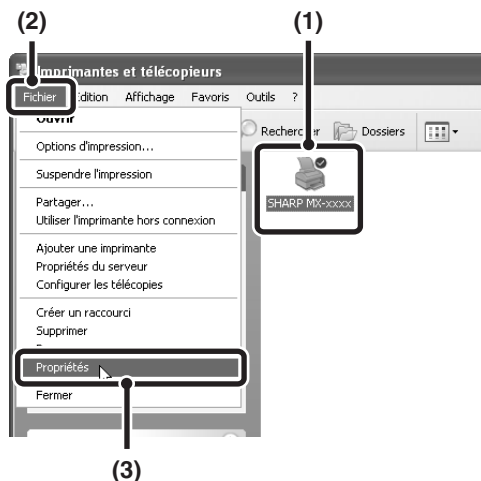 (2) (1)
Imprimantes et télécopieurs
Fichier Edition Affichage Favoris Outils ?
Ouvrir
Rechercher Dossiers
Options d'impression...
Suspendre l'impression
SHARP MX-xxxx
Partager...
Utiliser l'imprimante hors connexion
Ajouter une imprimante
Propriétés du serveur
Configurer les télécopies
Créer un raccourci
Supprimer
Propriétés
Fermer
(3)